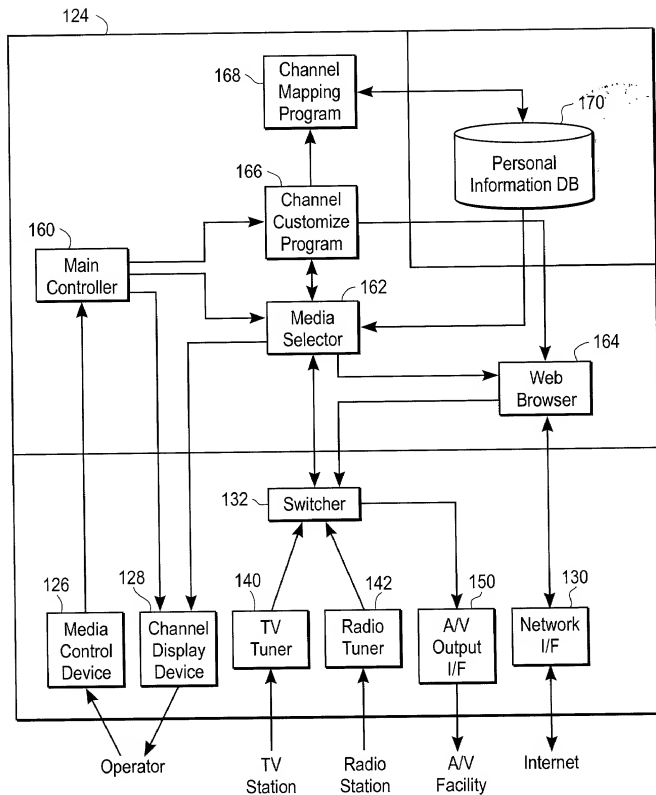 124
168
Channel
Mapping
Program
170
Personal
Information DB
166
Channel
Customize
Program
160
Main
Controller
162
Media
Selector
164
Web
Browser
132
Switcher
126
Media
Control
Device
128
Channel
Display
Device
140
TV
Tuner
142
Radio
Tuner
150
A/V
Output
I/F
130
Network
I/F
Operator
TV
Station
Radio
Station
A/V
Facility
Internet